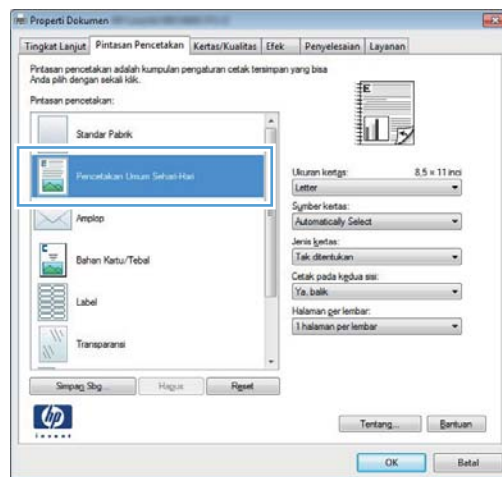 Properti Dokumen
Tingkat Lanjut Pintasan Pencetakan Kertas/Kualitas Efek Penyelesaian Layanan
Pintasan pencetakan adalah kumpulan pengaturan cetak tersimpan yang bisa
Anda pilih dengan sekali klik.
Pintasan pencetakan:
Standar Pabrik
Pencetakan Umum Sehari-Hari
Amplop
Bahan Kartu/Tebal
Label
Transparansi
Simpan Sbg... Hapus Reset
E
Ukuran kertas: 8,5 × 11 inci
Letter
Sumber kertas:
Automatically Select
Jenis kertas:
Tak ditentukan
Cetak pada kedua sisi:
Ya, balik
Halaman per lembar:
1 halaman per lembar
hp
invent
Tentang... Bantuan
OK Batal